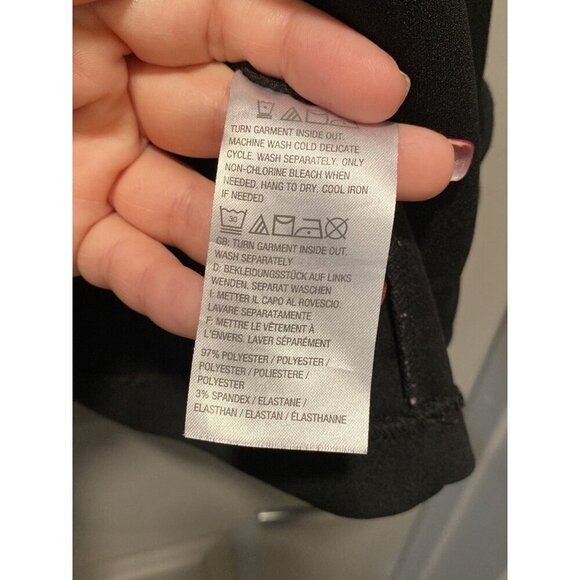 TURN GARMENT INSIDE OUT.
MACHINE WASH COLD DELICATE
CYCLE. WASH SEPARATELY. ONLY
NON-CHLORINE BLEACH WHEN
NEEDED. HANG TO DRY. COOL IRON
IF NEEDED
30
GB: TURN GARMENT INSIDE OUT.
WASH SEPARATELY
D: BEKLEIDUNGSSTÜCK AUF LINKS
WENDEN. SEPARAT WASCHEN
I: METTER IL CAPO AL ROVESCIO.
LAVARE SEPARATAMENTE
F: METTRE LE VÊTEMENT À
L'ENVERS. LAVER SÉPARÉMENT
97% POLYESTER / POLYESTER /
POLYESTER / POLIESTERE /
POLYESTER
3% SPANDEX / ELASTANE /
ELASTHAN / ELASTAN / ÉLASTHANNE